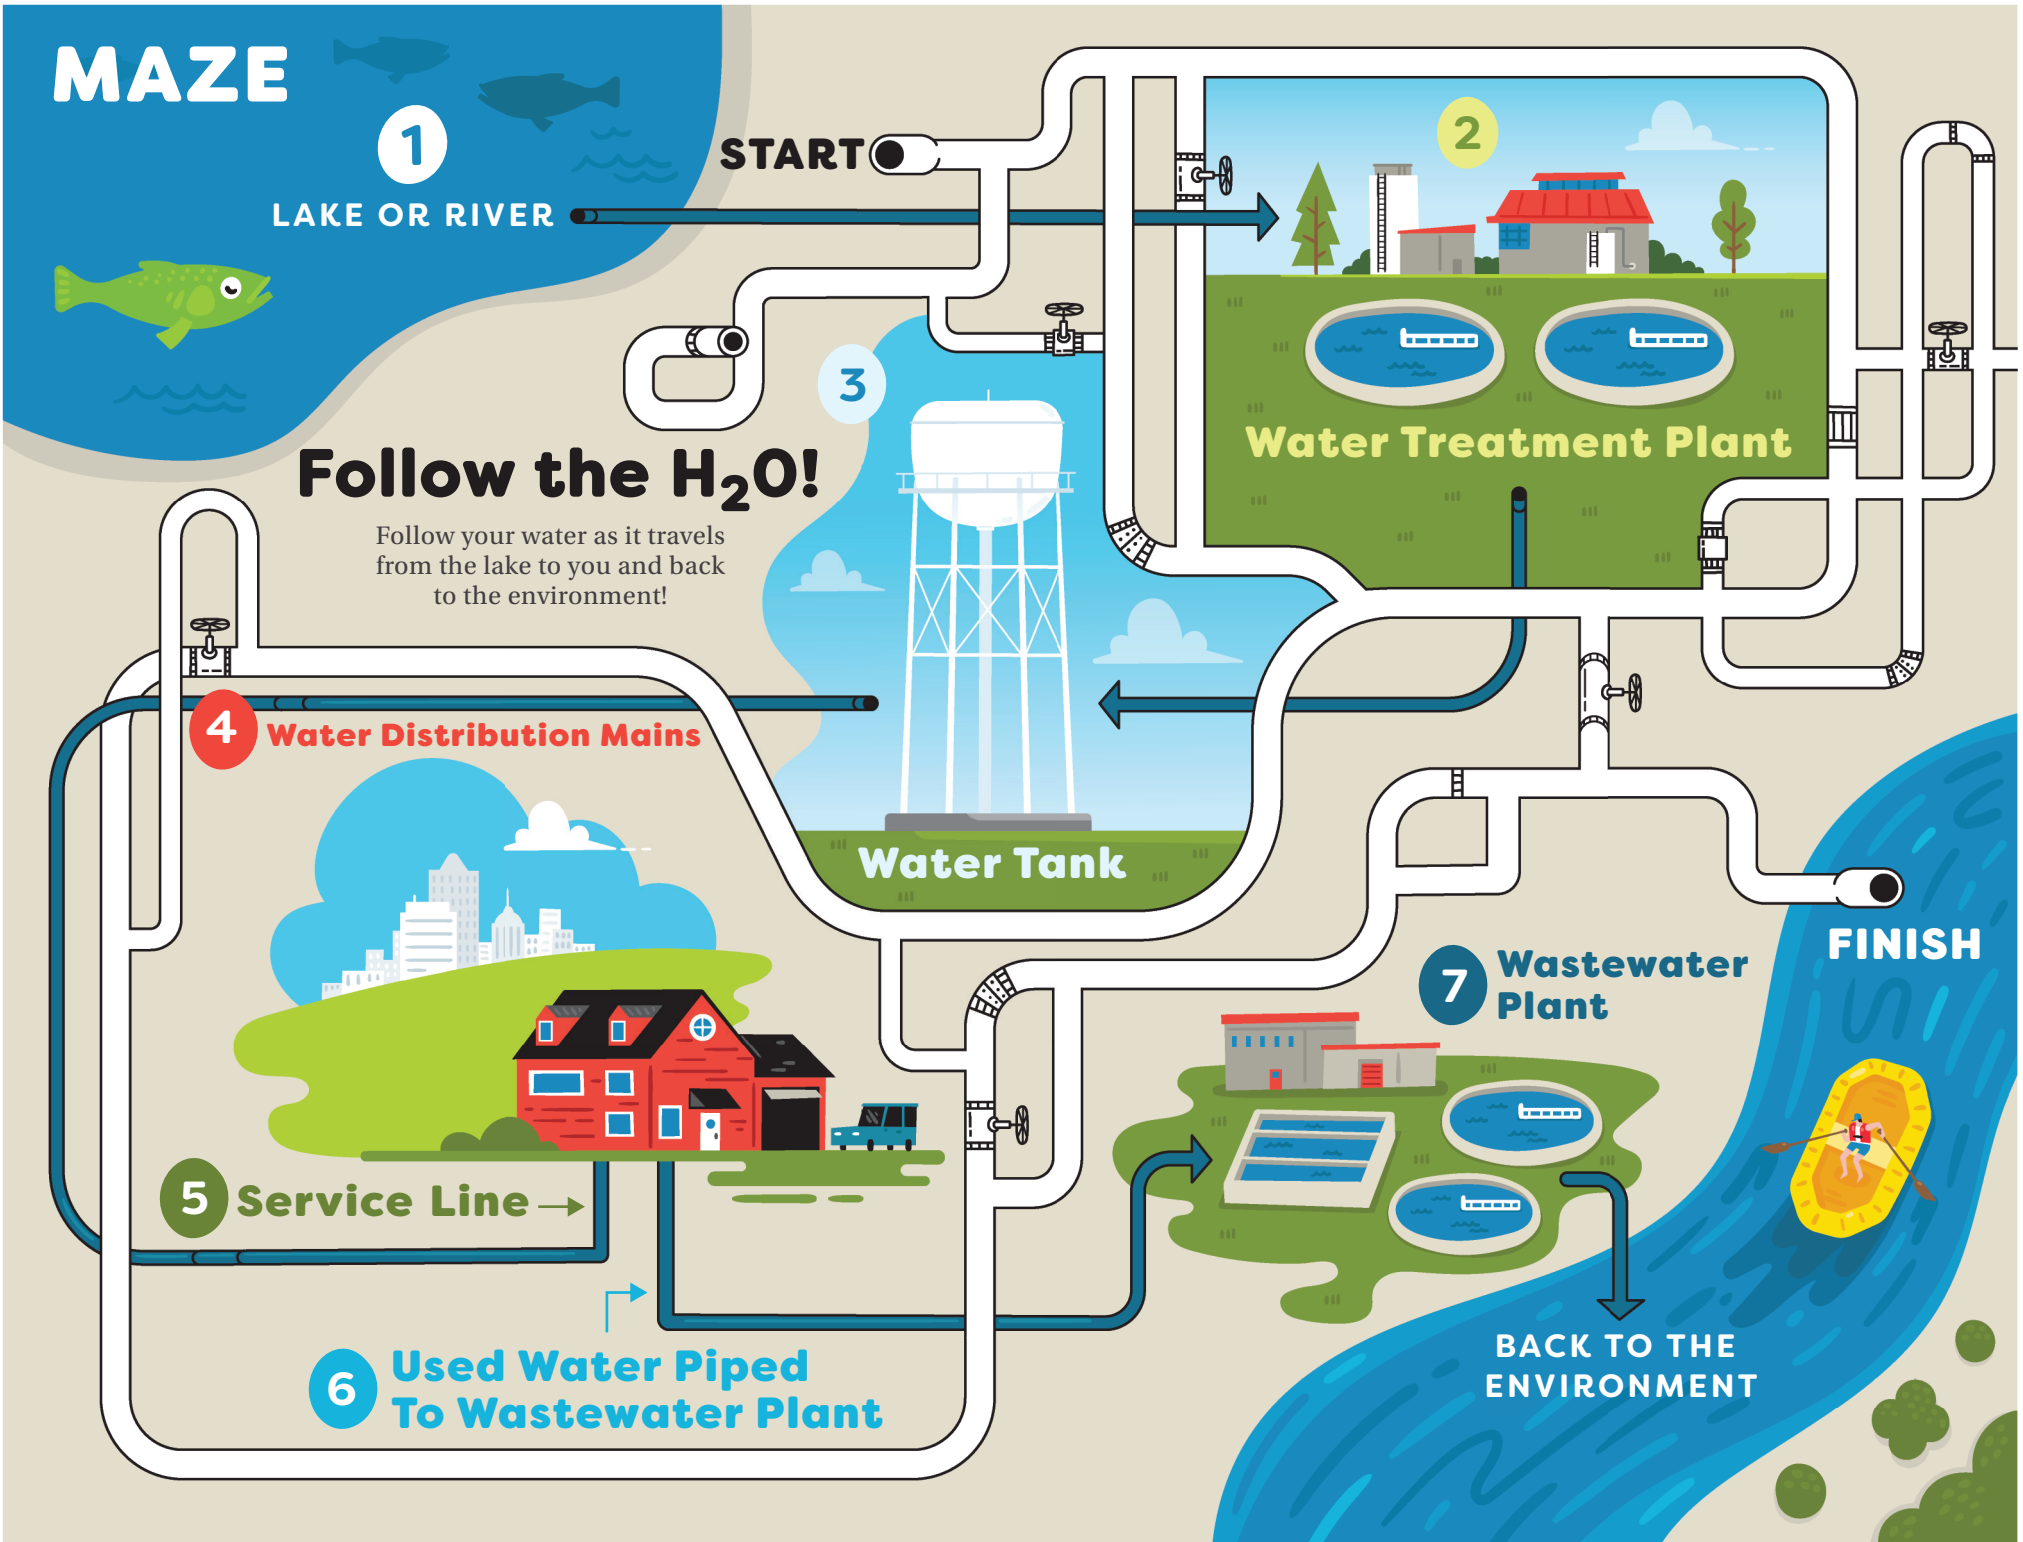 MAZE
1
LAKE OR RIVER
START
2
Water Treatment Plant
3
Follow the H₂O!
Follow your water as it travels
from the lake to you and back
to the environment!
4 Water Distribution Mains
Water Tank
FINISH
7 Wastewater
Plant
5 Service Line
6 Used Water Piped
To Wastewater Plant
BACK TO THE
ENVIRONMENT